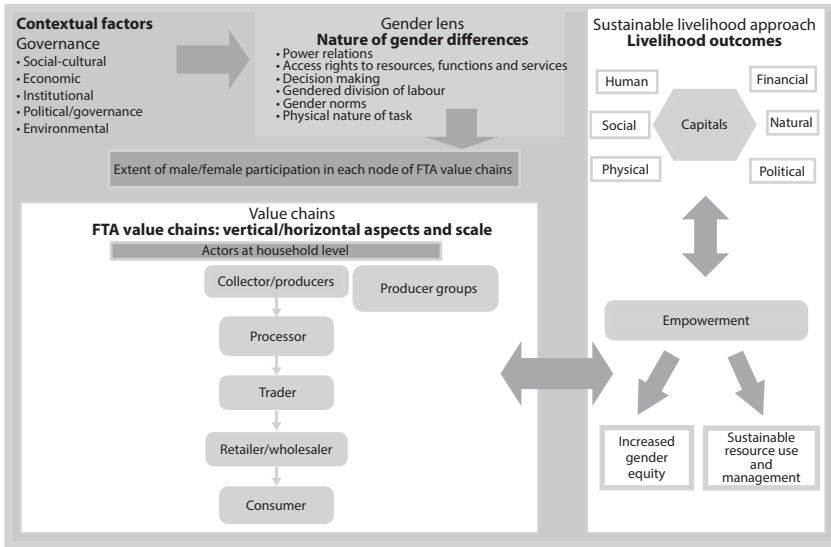 Contextual factors
Governance
• Social-cultural
• Economic
• Institutional
• Political/governance
• Environmental
Gender lens
Nature of gender differences
• Power relations
• Access rights to resources, functions and services
• Decision making
• Gendered division of labour
• Gender norms
• Physical nature of task
Extent of male/female participation in each node of FTA value chains
Value chains
FTA value chains: vertical/horizontal aspects and scale
Actors at household level
Collector/producers
Producer groups
Processor
Trader
Retailer/wholesaler
Consumer
Sustainable livelihood approach
Livelihood outcomes
Human
Financial
Social
Capitals
Natural
Physical
Political
Empowerment
Increased
gender
equity
Sustainable
resource use
and
management